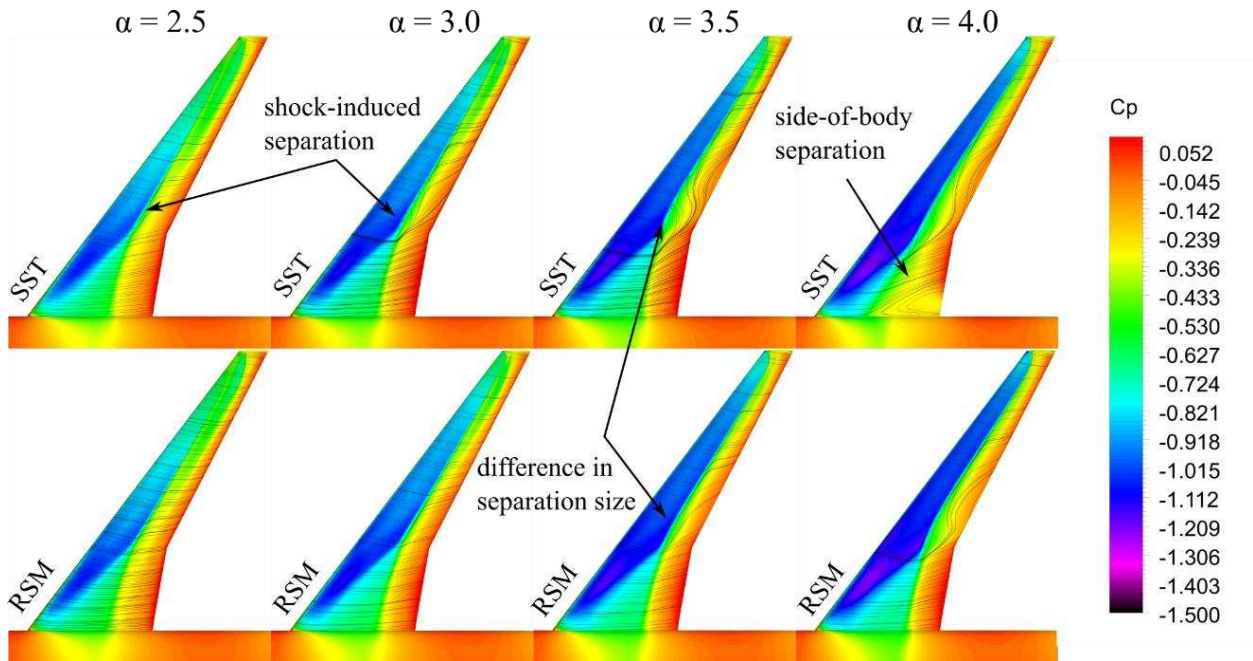 α = 2.5
α = 3.0
α = 3.5
α = 4.0
shock-induced
separation
side-of-body
separation
SST
SST
SST
SST
difference in
separation size
RSM
RSM
RSM
RSM
Cp
0.052
-0.045
-0.142
-0.239
-0.336
-0.433
-0.530
-0.627
-0.724
-0.821
-0.918
-1.015
-1.112
-1.209
-1.306
-1.403
-1.500